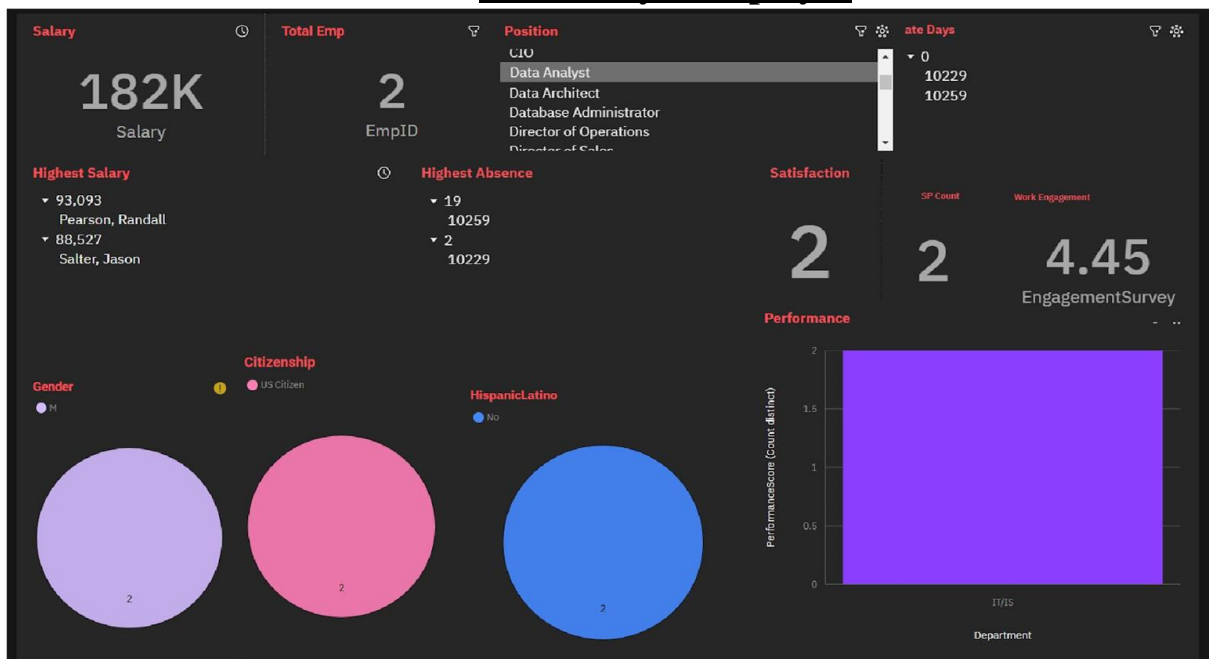 Salary
182K
Salary
Total Emp
2
EmpID
Position
CIO
Data Analyst
Data Architect
Database Administrator
Director of Operations
Director of Sales
ate Days
0
10229
10259
Highest Salary
93,093
Pearson, Randall
88,527
Salter, Jason
Highest Absence
19
10259
2
10229
Satisfaction
2
SP Count
2
Work Engagement
4.45
EngagementSurvey
Gender
M
2
Citizenship
US Citizen
2
HispanicLatino
No
2
Performance
PerformanceScore (Count distinct)
2
1.5
1
0.5
0
IT/IS
Department